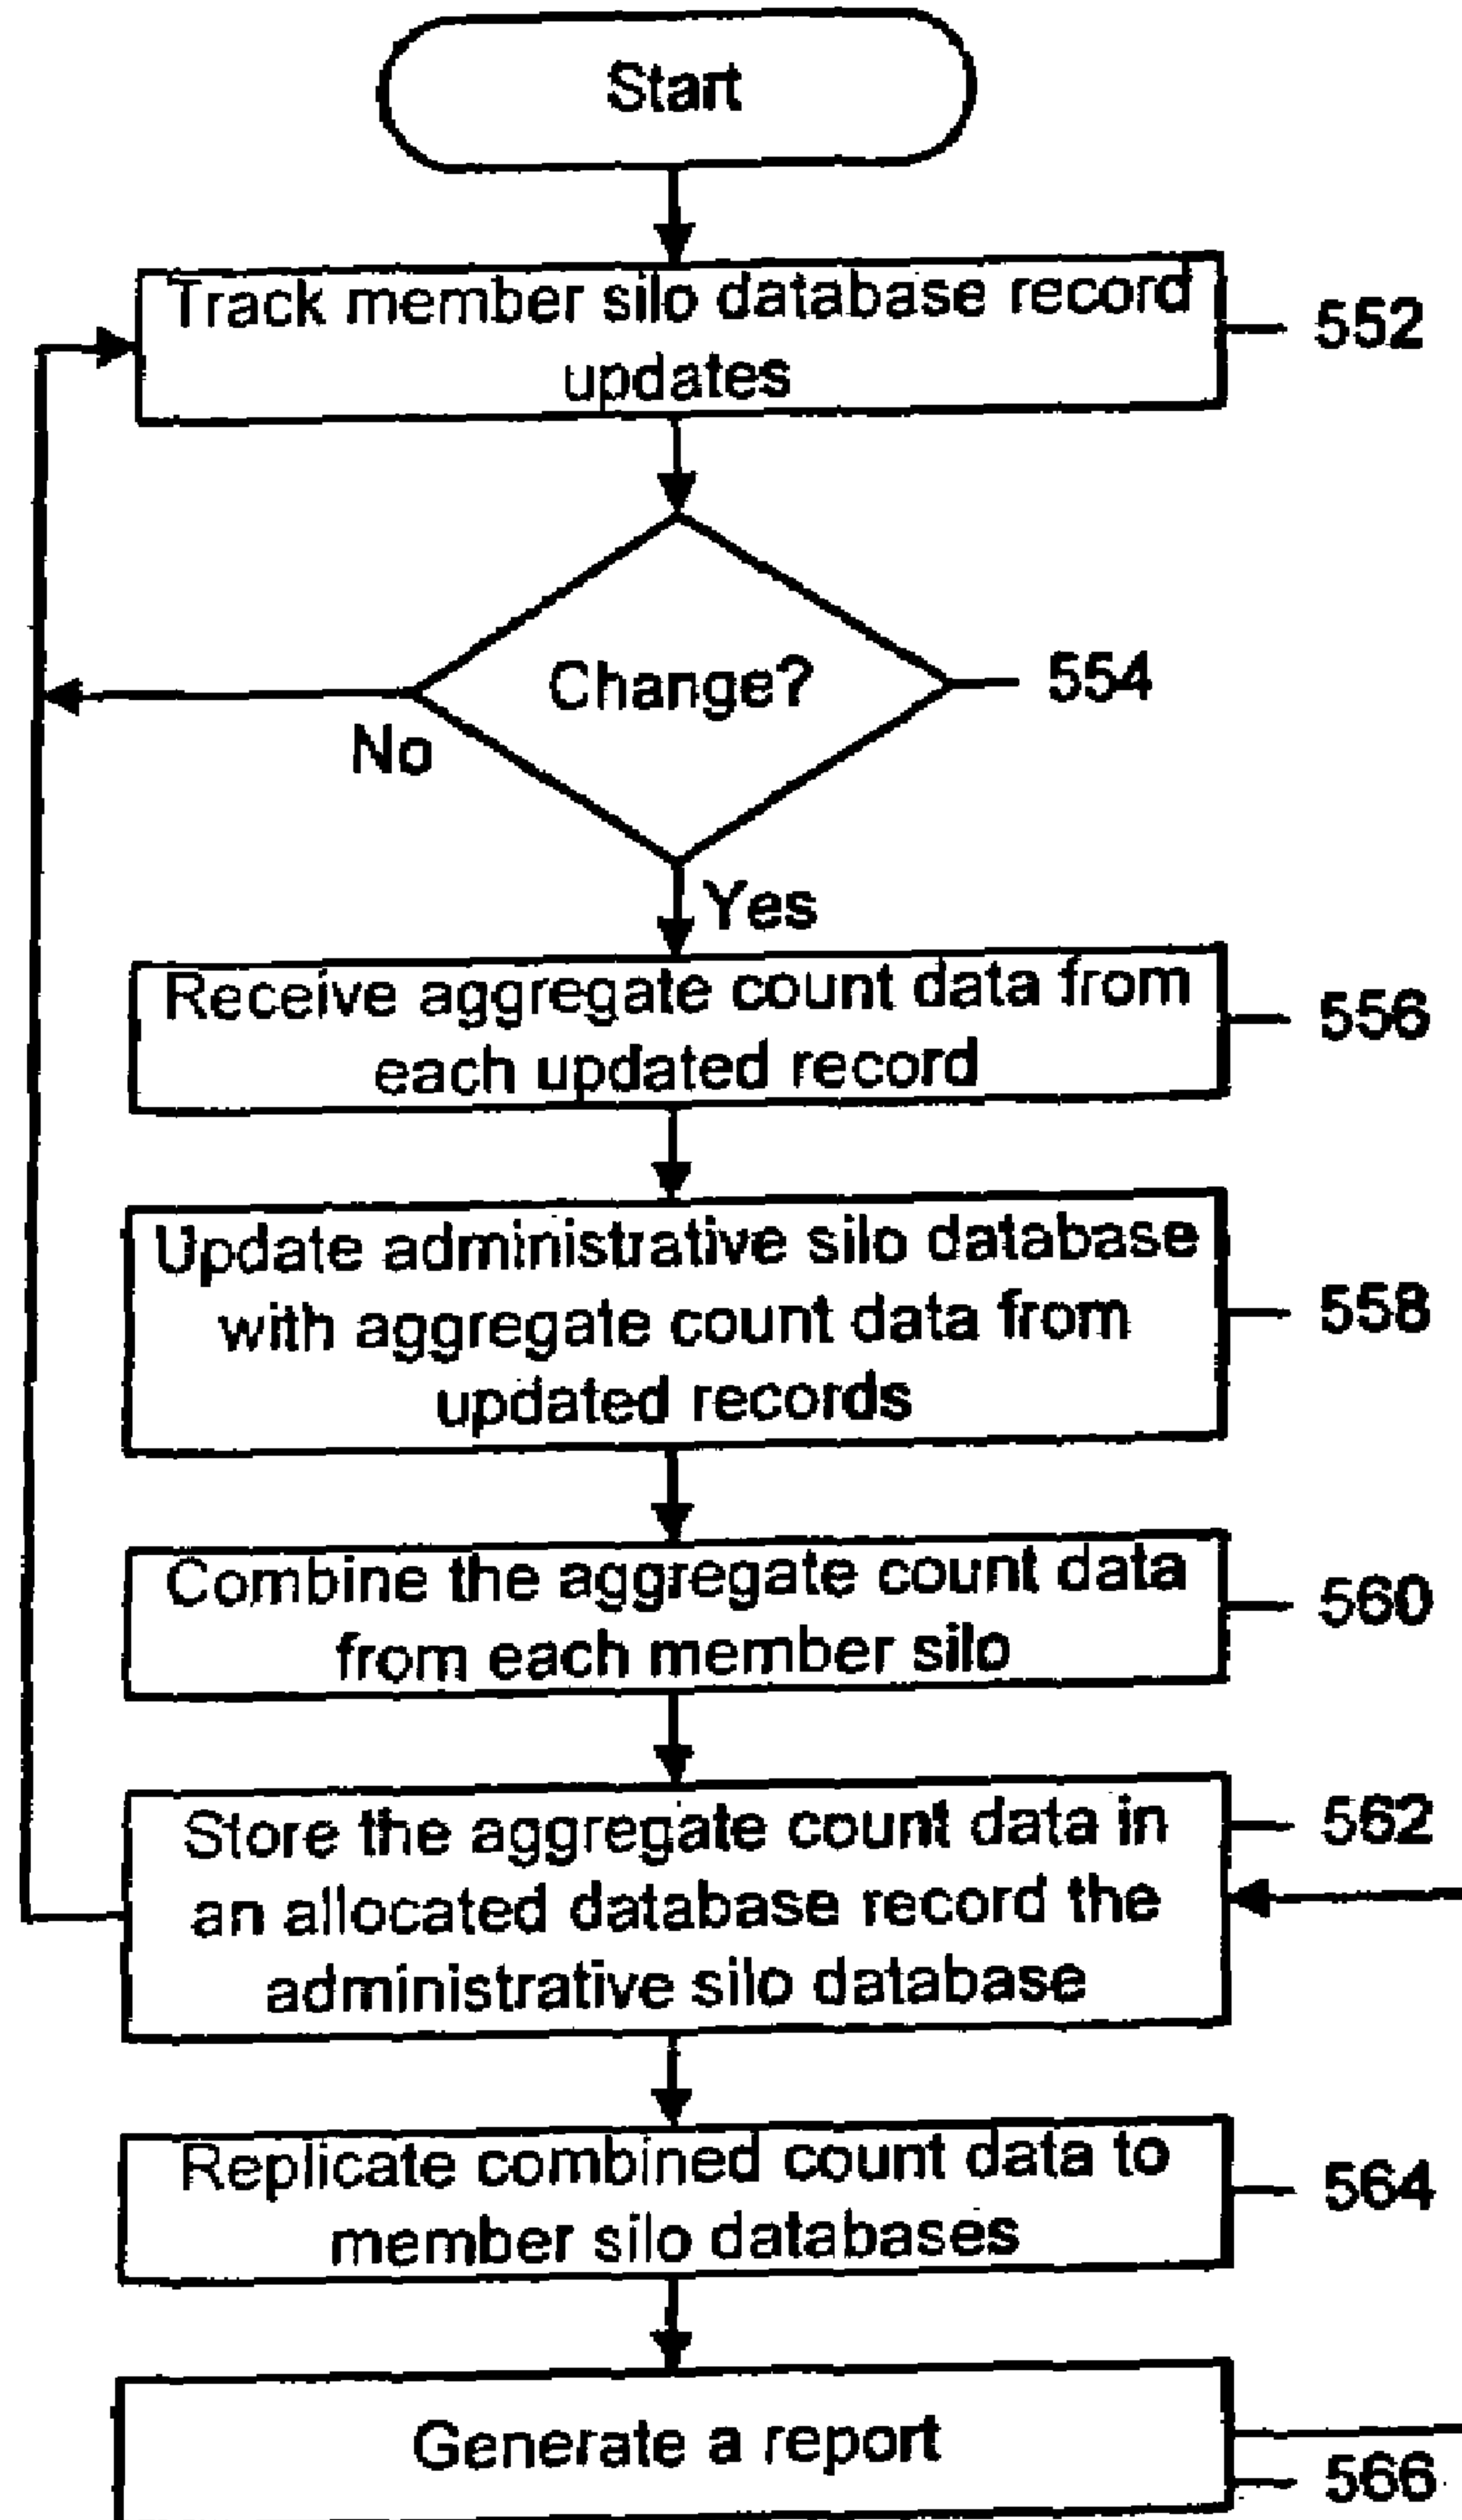 Start
Track member silo database record
updates
552
Change?
554
No
Yes
Receive aggregate count data from
each updated record
556
Update administrative silo database
with aggregate count data from
updated records
558
Combine the aggregate count data
from each member silo
560
Store the aggregate count data in
an allocated database record the
administrative silo database
562
Replicate combined count data to
member silo databases
564
Generate a report
566